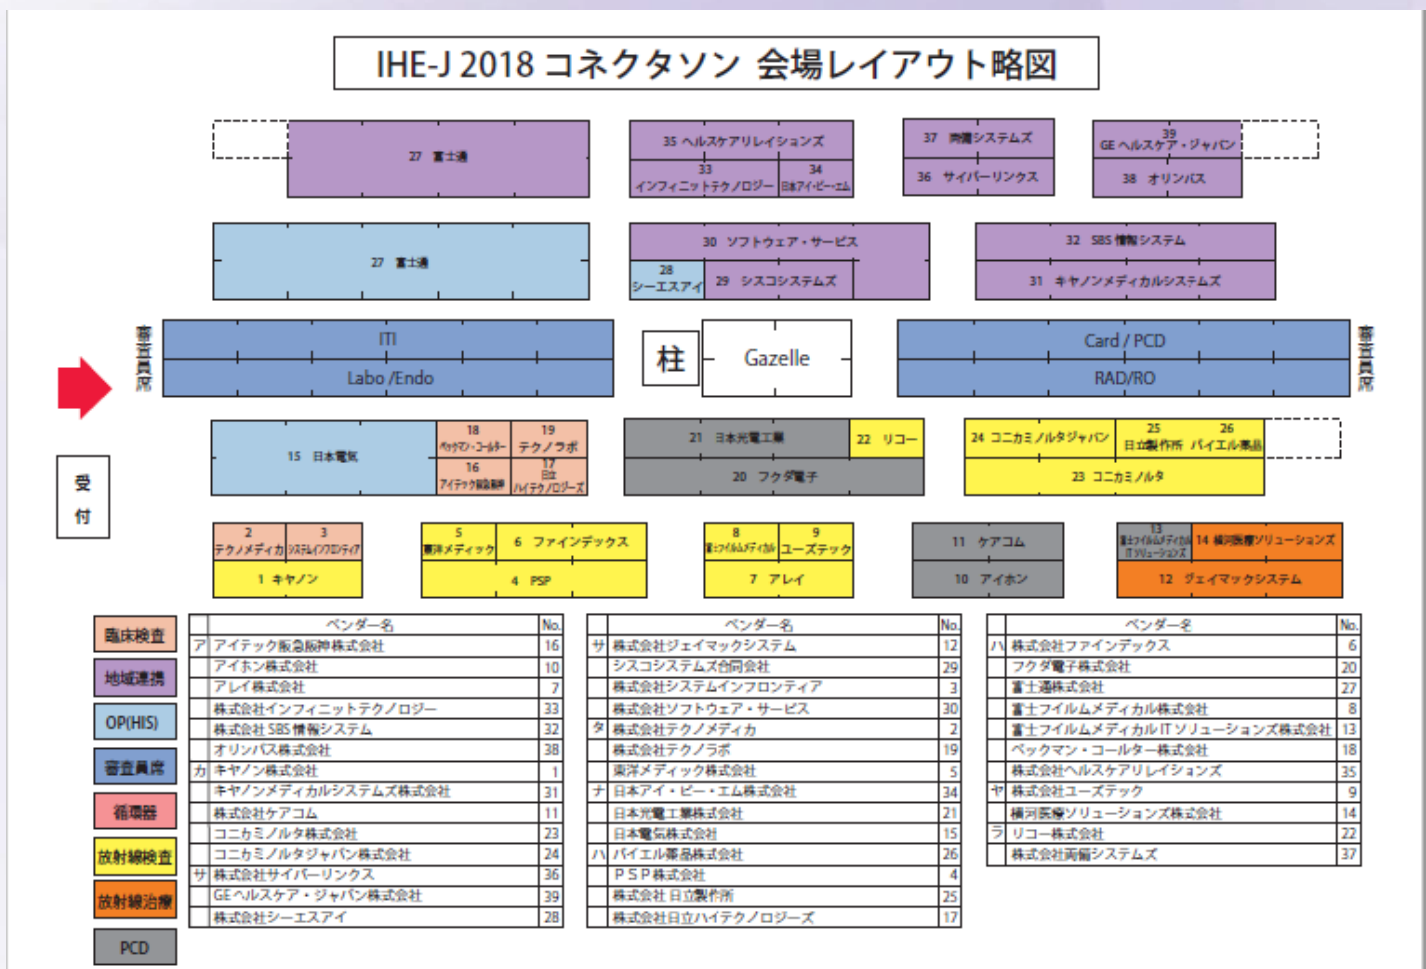 IHE-J 2018 コネクタソン 会場レイアウト略図
27 富士通
35 ヘルスケアリレイションズ
33 インフィニットテクノロジー
34 日本アイ・ビー・エム
37 両備システムズ
36 サイバーリンクス
39 GE ヘルスケア・ジャパン
38 オリンパス
27 富士通
30 ソフトウェア・サービス
28 シーエスアイ
29 シスコシステムズ
32 SBS 情報システム
31 キヤノンメディカルシステムズ
審査員席
ITI
Labo /Endo
柱
Gazelle
Card / PCD
RAD/RO
審査員席
受付
15 日本電気
18 ベックマン・コールター
19 テクノラボ
16 アイテック阪急阪神
17 日立ハイテクノロジーズ
21 日本光電工業
22 リコー
20 フクダ電子
24 コニカミノルタジャパン
25 日立製作所
26 バイエル薬品
23 コニカミノルタ
2 テクノメディカ
3 システムインフロンティア
1 キヤノン
5 東洋メディック
6 ファインデックス
4 PSP
8 富士フイルムメディカル
9 ユーズテック
7 アレイ
11 ケアコム
10 アイホン
13 富士フイルムメディカル ITソリューションズ
14 横河医療ソリューションズ
12 ジェイマックシステム
臨床検査
地域連携
OP(HIS)
審査員席
循環器
放射線検査
放射線治療
PCD
ベンダー名 No.
ア アイテック阪急阪神株式会社 16
アイホン株式会社 10
アレイ株式会社 7
株式会社インフィニットテクノロジー 33
株式会社 SBS 情報システム 32
オリンパス株式会社 38
カ キヤノン株式会社 1
キヤノンメディカルシステムズ株式会社 31
株式会社ケアコム 11
コニカミノルタ株式会社 23
コニカミノルタジャパン株式会社 24
サ 株式会社サイバーリンクス 36
GE ヘルスケア・ジャパン株式会社 39
株式会社シーエスアイ 28
ベンダー名 No.
サ 株式会社ジェイマックシステム 12
シスコシステムズ合同会社 29
株式会社システムインフロンティア 3
株式会社ソフトウェア・サービス 30
タ 株式会社テクノメディカ 2
株式会社テクノラボ 19
東洋メディック株式会社 5
ナ 日本アイ・ビー・エム株式会社 34
日本光電工業株式会社 21
日本電気株式会社 15
ハ バイエル薬品株式会社 26
PSP株式会社 4
株式会社 日立製作所 25
株式会社日立ハイテクノロジーズ 17
ベンダー名 No.
ハ 株式会社ファインデックス 6
フクダ電子株式会社 20
富士通株式会社 27
富士フイルムメディカル株式会社 8
富士フイルムメディカル IT ソリューションズ株式会社 13
ベックマン・コールター株式会社 18
株式会社ヘルスケアリレイションズ 35
ヤ 株式会社ユーズテック 9
横河医療ソリューションズ株式会社 14
ラ リコー株式会社 22
株式会社両備システムズ 37